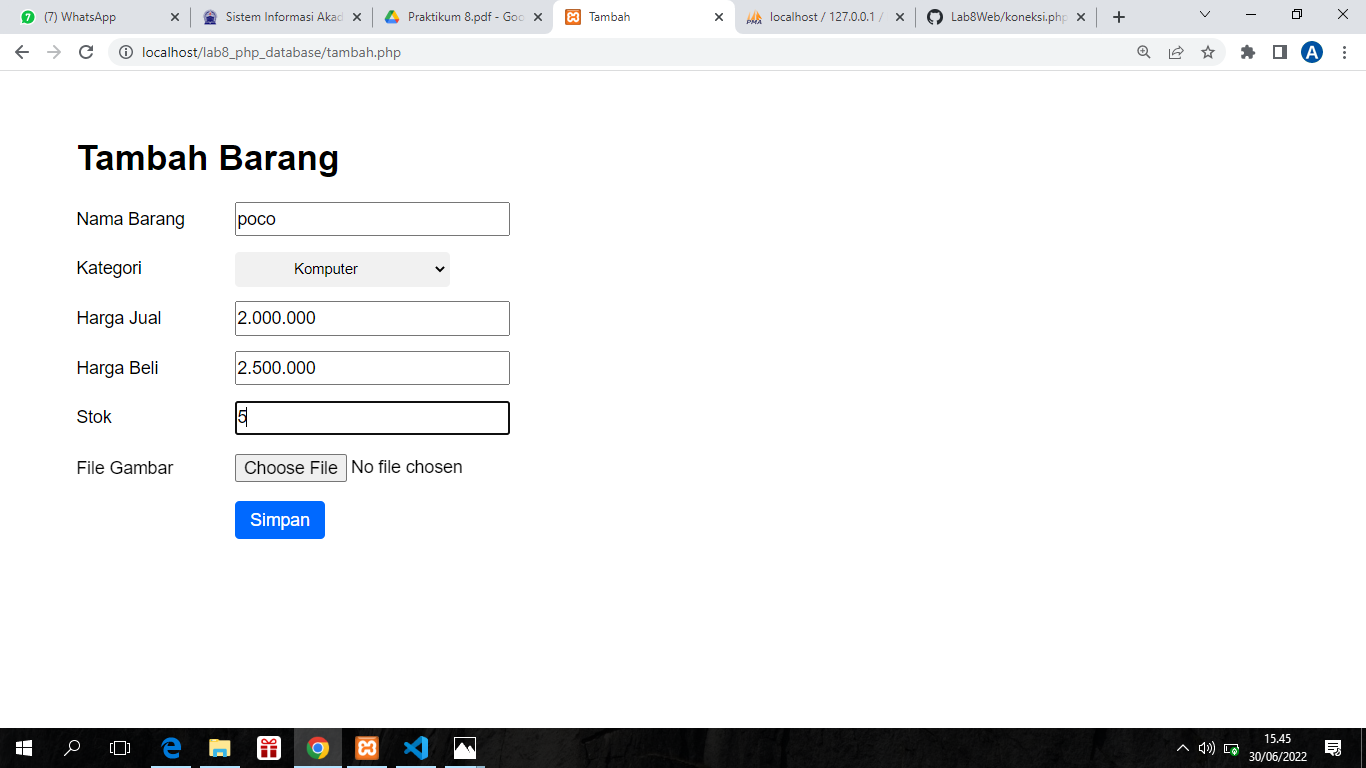 (7) WhatsApp
Sistem Informasi Akad
Praktikum 8.pdf - Goo
Tambah
localhost / 127.0.0.1 /
Lab8Web/koneksi.php
localhost/lab8_php_database/tambah.php
A
Tambah Barang
Nama Barang poco
Kategori Komputer
Harga Jual 2.000.000
Harga Beli 2.500.000
Stok 5
File Gambar Choose File No file chosen
Simpan
15.45
30/06/2022